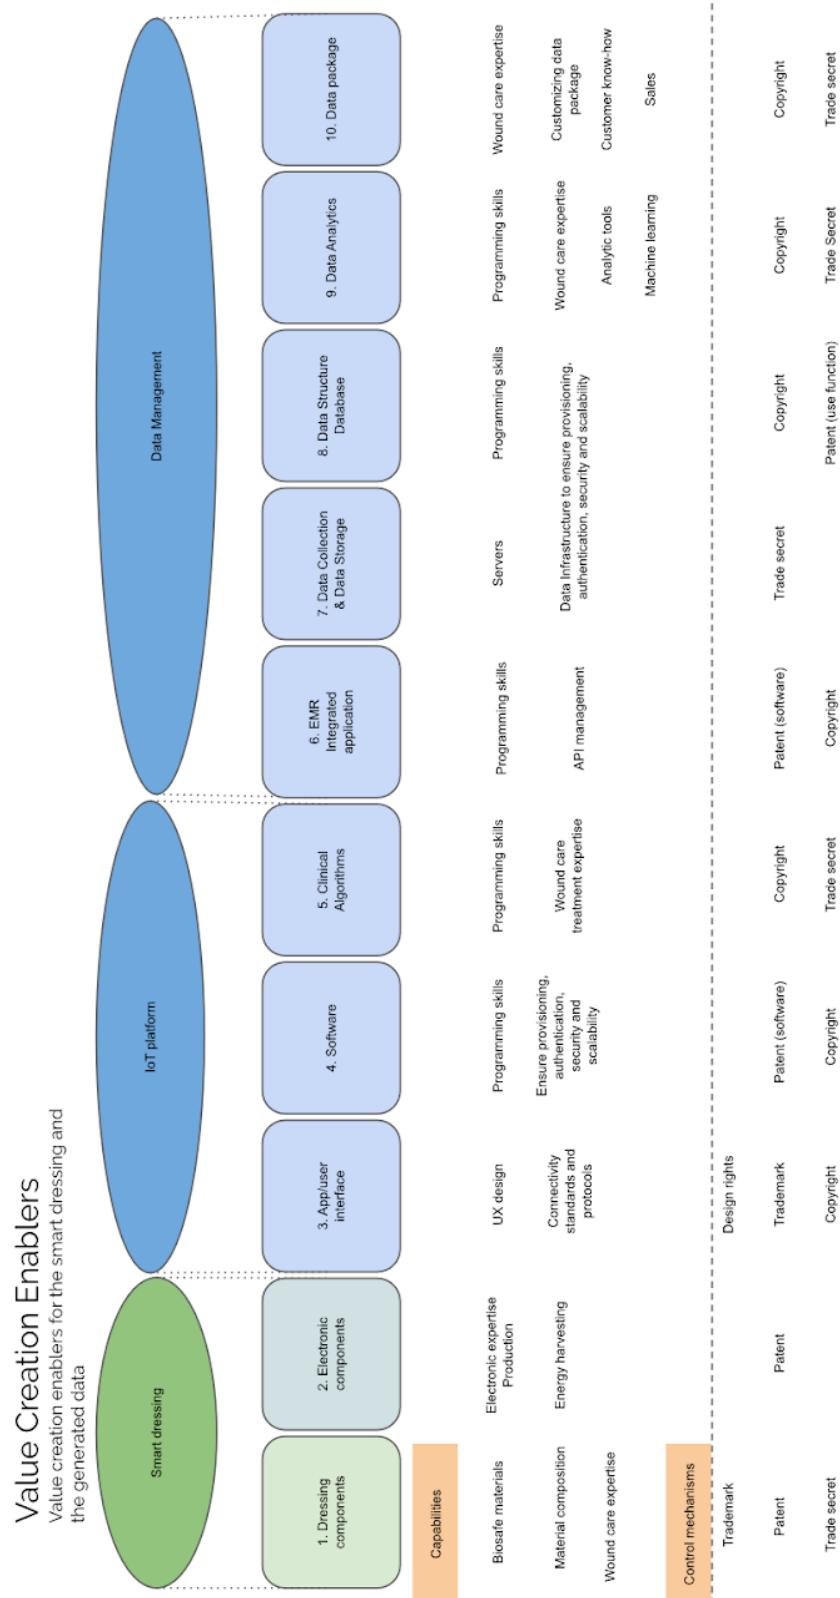 Value Creation Enablers
Value creation enablers for the smart dressing and
the generated data
Smart dressing
IoT platform
Data Management
1. Dressing
components
2. Electronic
components
3. App/user
interface
4. Software
5. Clinical
Algorithms
6. EMR
Integrated
application
7. Data Collection
& Data Storage
8. Data Structure
Database
9. Data Analytics
10. Data package
Capabilities
Biosafe materials
Material composition
Wound care expertise
Electronic expertise
Production
Energy harvesting
UX design
Connectivity
standards and
protocols
Programming skills
Ensure provisioning,
authentication,
security and
scalability
Programming skills
Wound care
treatment expertise
Programming skills
API management
Servers
Programming skills
Data Infrastructure to ensure provisioning,
authentication, security and scalability
Programming skills
Wound care expertise
Analytic tools
Machine learning
Wound care expertise
Customizing data
package
Customer know-how
Sales
Control mechanisms
Trademark
Patent
Trade secret
Patent
Design rights
Trademark
Copyright
Patent (software)
Copyright
Copyright
Trade secret
Patent (software)
Copyright
Trade secret
Copyright
Patent (use function)
Copyright
Trade Secret
Copyright
Trade secret